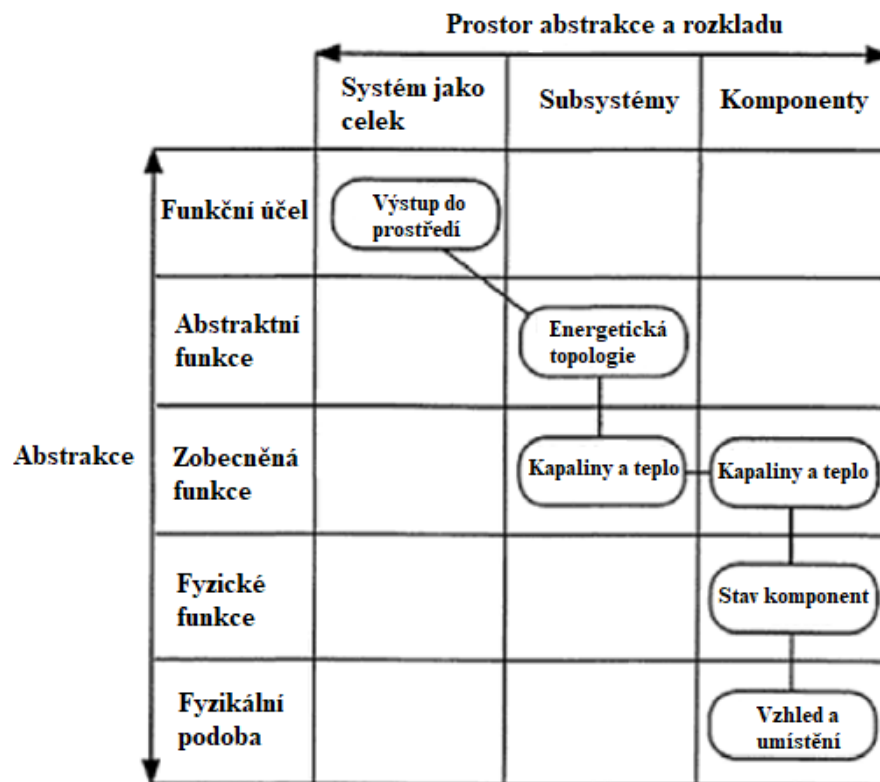 Prostor abstrakce a rozkladu
Systém jako
celek
Subsystémy
Komponenty
Funkční účel
Výstup do
prostředí
Abstraktní
funkce
Energetická
topologie
Abstrakce
Zobecněná
funkce
Kapaliny a teplo
Kapaliny a teplo
Fyzické
funkce
Stav komponent
Fyzikální
podoba
Vzhled a
umístění